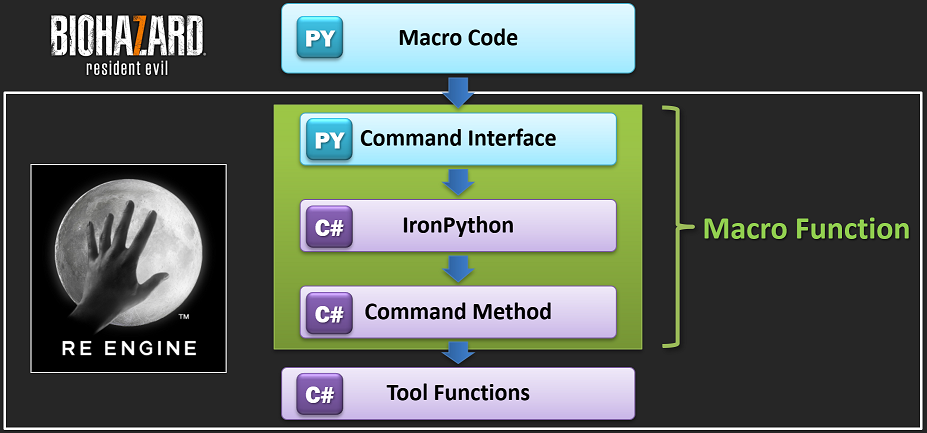 BIOHAZARD
resident evil
PY Macro Code
PY Command Interface
C# IronPython
C# Command Method
C# Tool Functions
Macro Function
TM
RE ENGINE